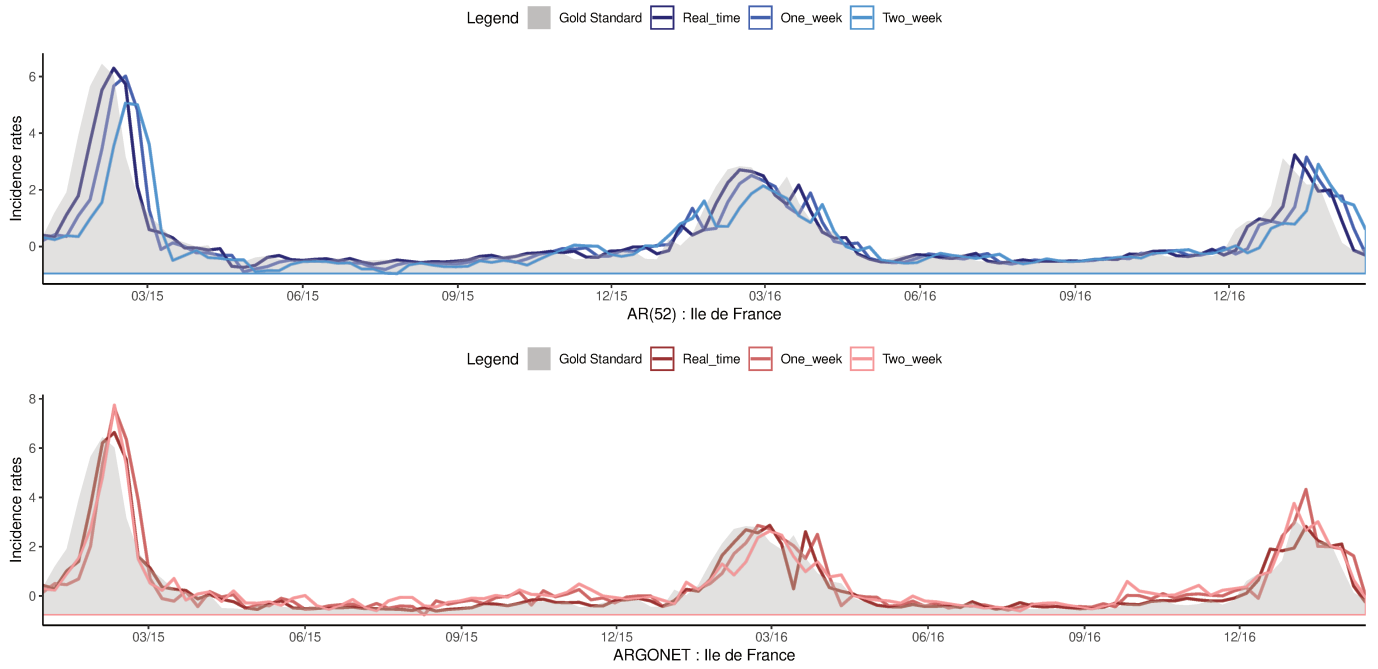 Legend Gold Standard Real_time One_week Two_week
Incidence rates
6
4
2
0
03/15 06/15 09/15 12/15 03/16 06/16 09/16 12/16
AR(52) : Ile de France
Legend Gold Standard Real_time One_week Two_week
Incidence rates
8
6
4
2
0
03/15 06/15 09/15 12/15 03/16 06/16 09/16 12/16
ARGONET : Ile de France